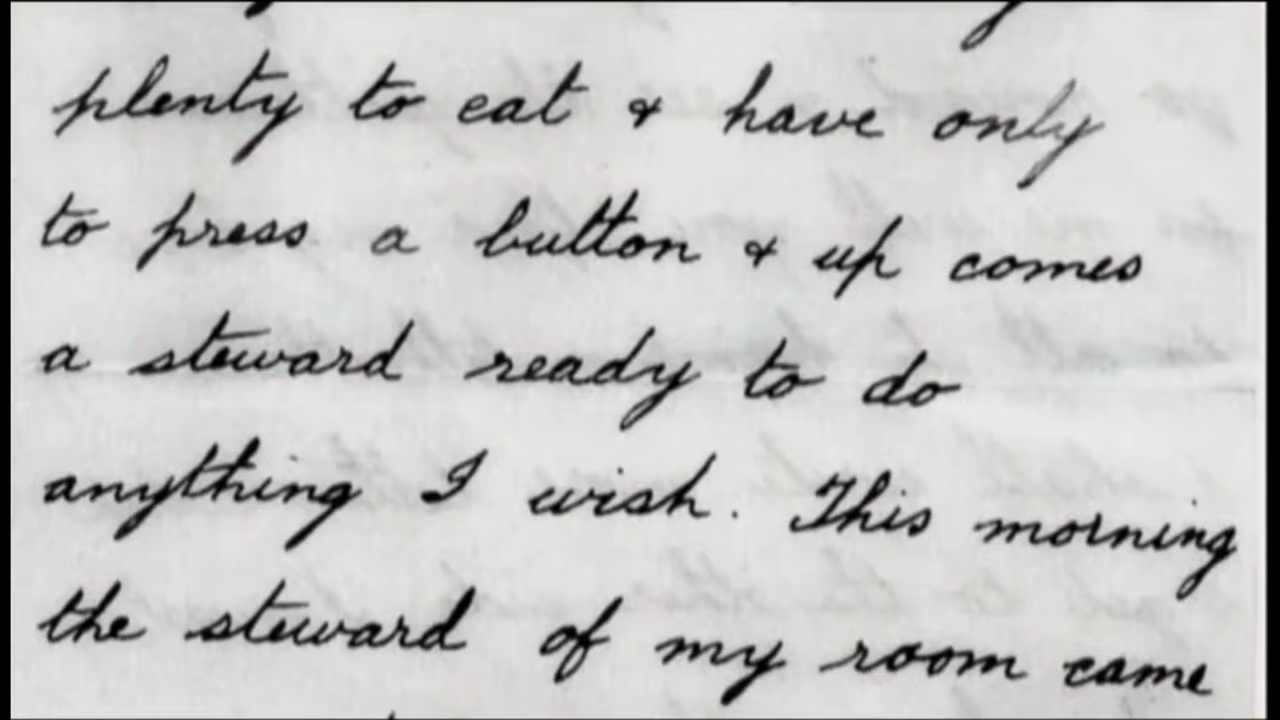 plenty to eat & have only
to press a button & up comes
a steward ready to do
anything I wish. This morning
the steward of my room came